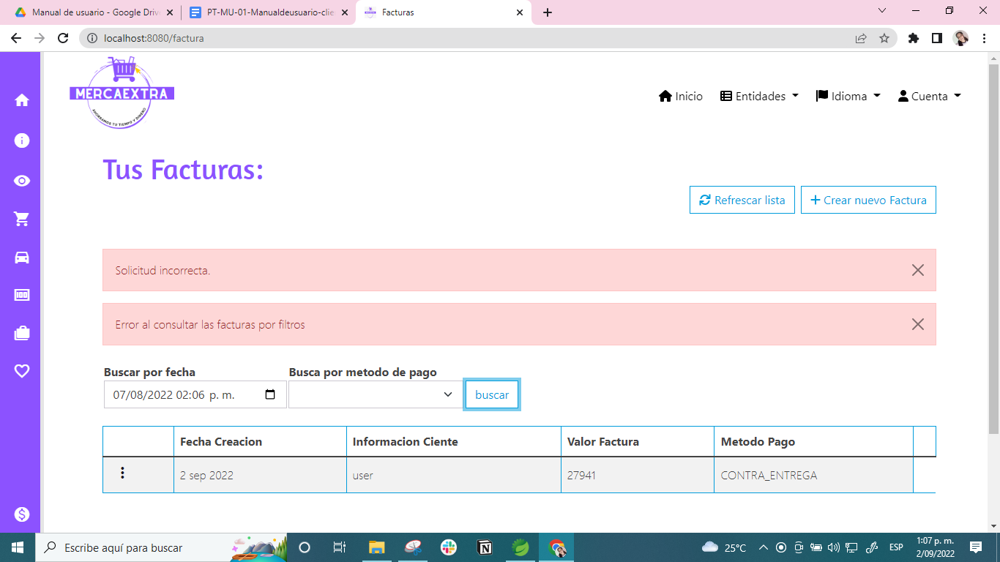 Manual de usuario - Google Driv
PT-MU-01-Manualdeusuario-clie
Facturas
localhost:8080/factura
MERCAEXTRA
AHORRAMOS TU TIEMPO Y DINERO
Inicio
Entidades
Idioma
Cuenta
Tus Facturas:
Refrescar lista
Crear nuevo Factura
Solicitud incorrecta.
Error al consultar las facturas por filtros
Buscar por fecha
Busca por metodo de pago
07/08/2022 02:06 p. m.
buscar
Fecha Creacion
Informacion Ciente
Valor Factura
Metodo Pago
2 sep 2022
user
27941
CONTRA_ENTREGA
Escribe aquí para buscar
25°C
ESP
1:07 p. m.
2/09/2022